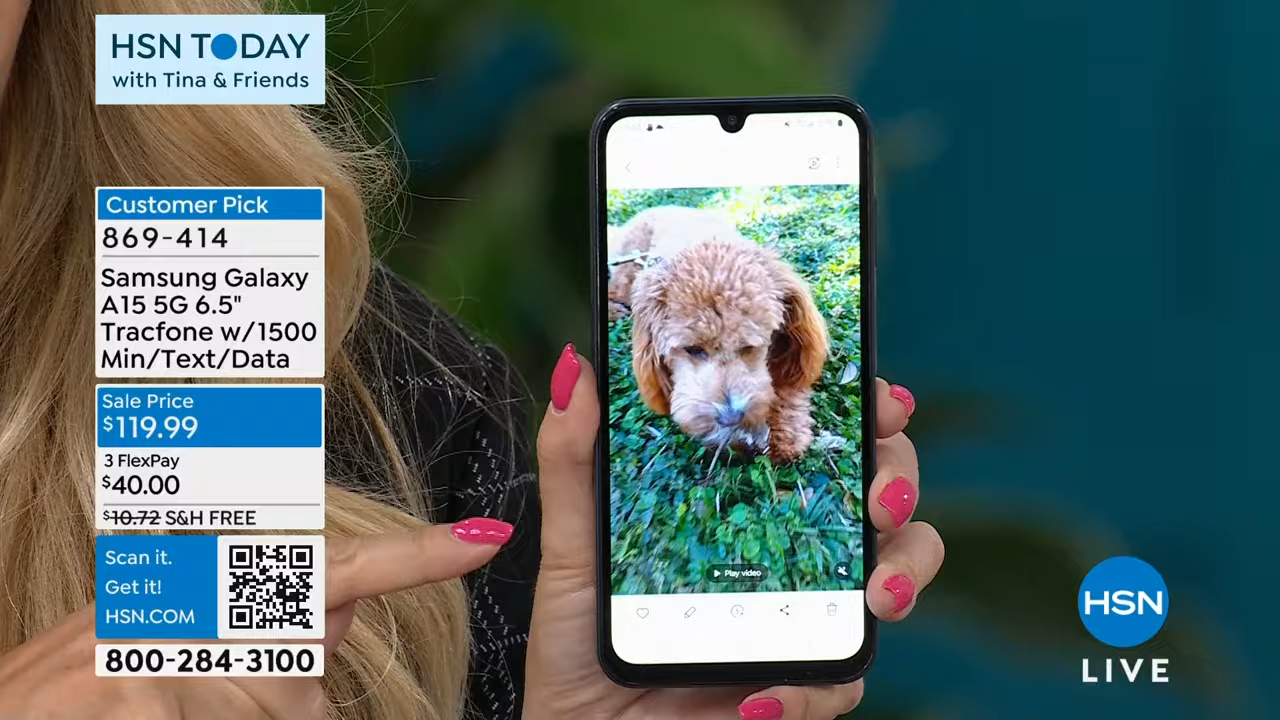 HSN TODAY
with Tina & Friends
Customer Pick
869-414
Samsung Galaxy
A15 5G 6.5"
Tracfone w/1500
Min/Text/Data
Sale Price
$119.99
3 FlexPay
$40.00
$10.72 S&H FREE
Scan it.
Get it!
HSN.COM
800-284-3100
Play video
HSN
LIVE